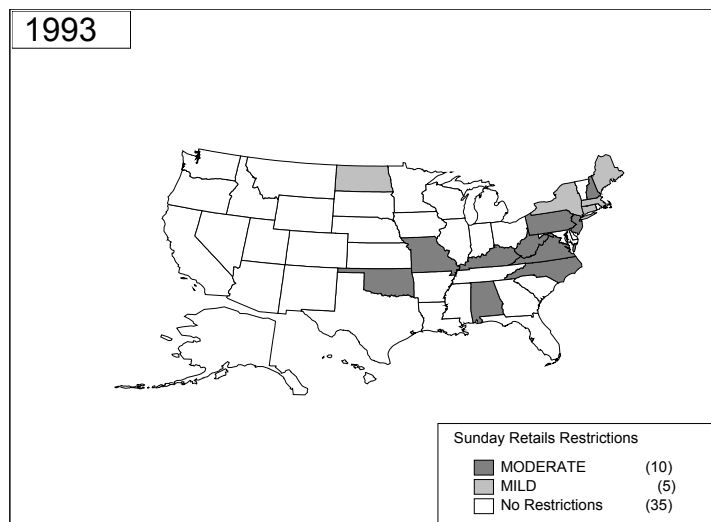 1993
Sunday Retails Restrictions
MODERATE (10)
MILD (5)
No Restrictions (35)